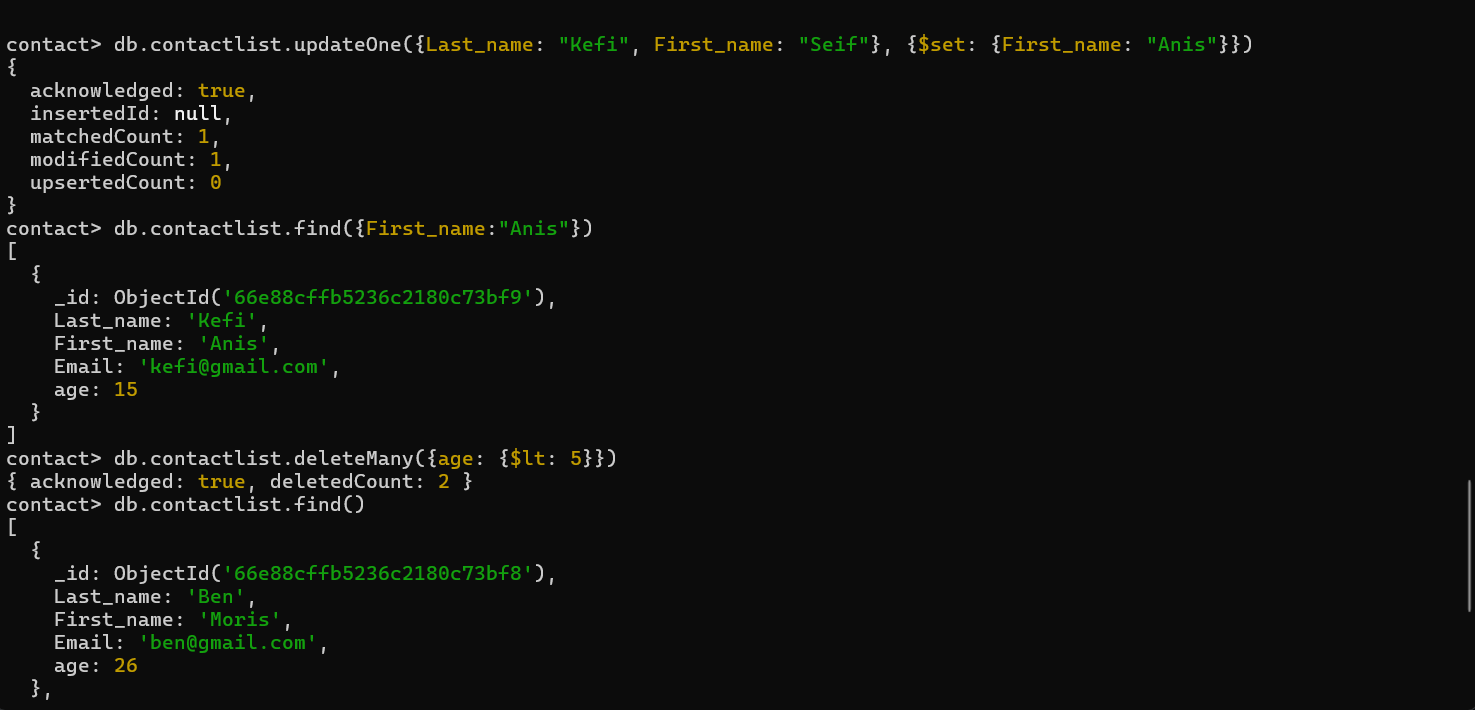 contact> db.contactlist.updateOne({Last_name: "Kefi", First_name: "Seif"}, {$set: {First_name: "Anis"}})
{
  acknowledged: true,
  insertedId: null,
  matchedCount: 1,
  modifiedCount: 1,
  upsertedCount: 0
}
contact> db.contactlist.find({First_name:"Anis"})
[
  {
    _id: ObjectId('66e88cffb5236c2180c73bf9'),
    Last_name: 'Kefi',
    First_name: 'Anis',
    Email: 'kefi@gmail.com',
    age: 15
  }
]
contact> db.contactlist.deleteMany({age: {$lt: 5}})
{ acknowledged: true, deletedCount: 2 }
contact> db.contactlist.find()
[
  {
    _id: ObjectId('66e88cffb5236c2180c73bf8'),
    Last_name: 'Ben',
    First_name: 'Moris',
    Email: 'ben@gmail.com',
    age: 26
  },